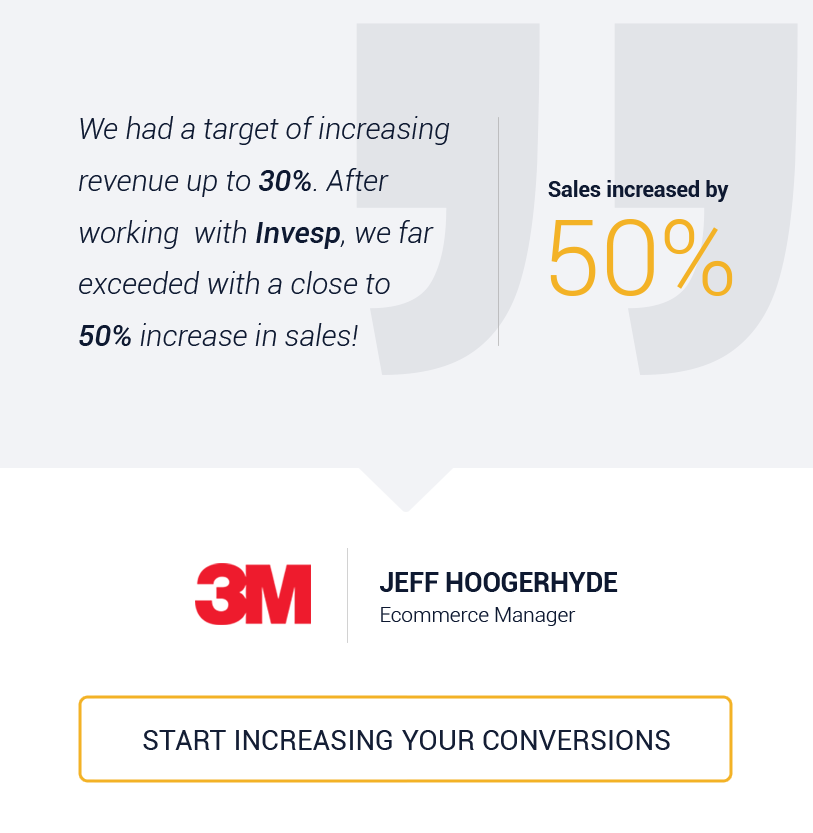 We had a target of increasing
revenue up to 30%. After
working with Invesp, we far
exceeded with a close to
50% increase in sales!
Sales increased by
50%
3M
JEFF HOOGERHYDE
Ecommerce Manager
START INCREASING YOUR CONVERSIONS